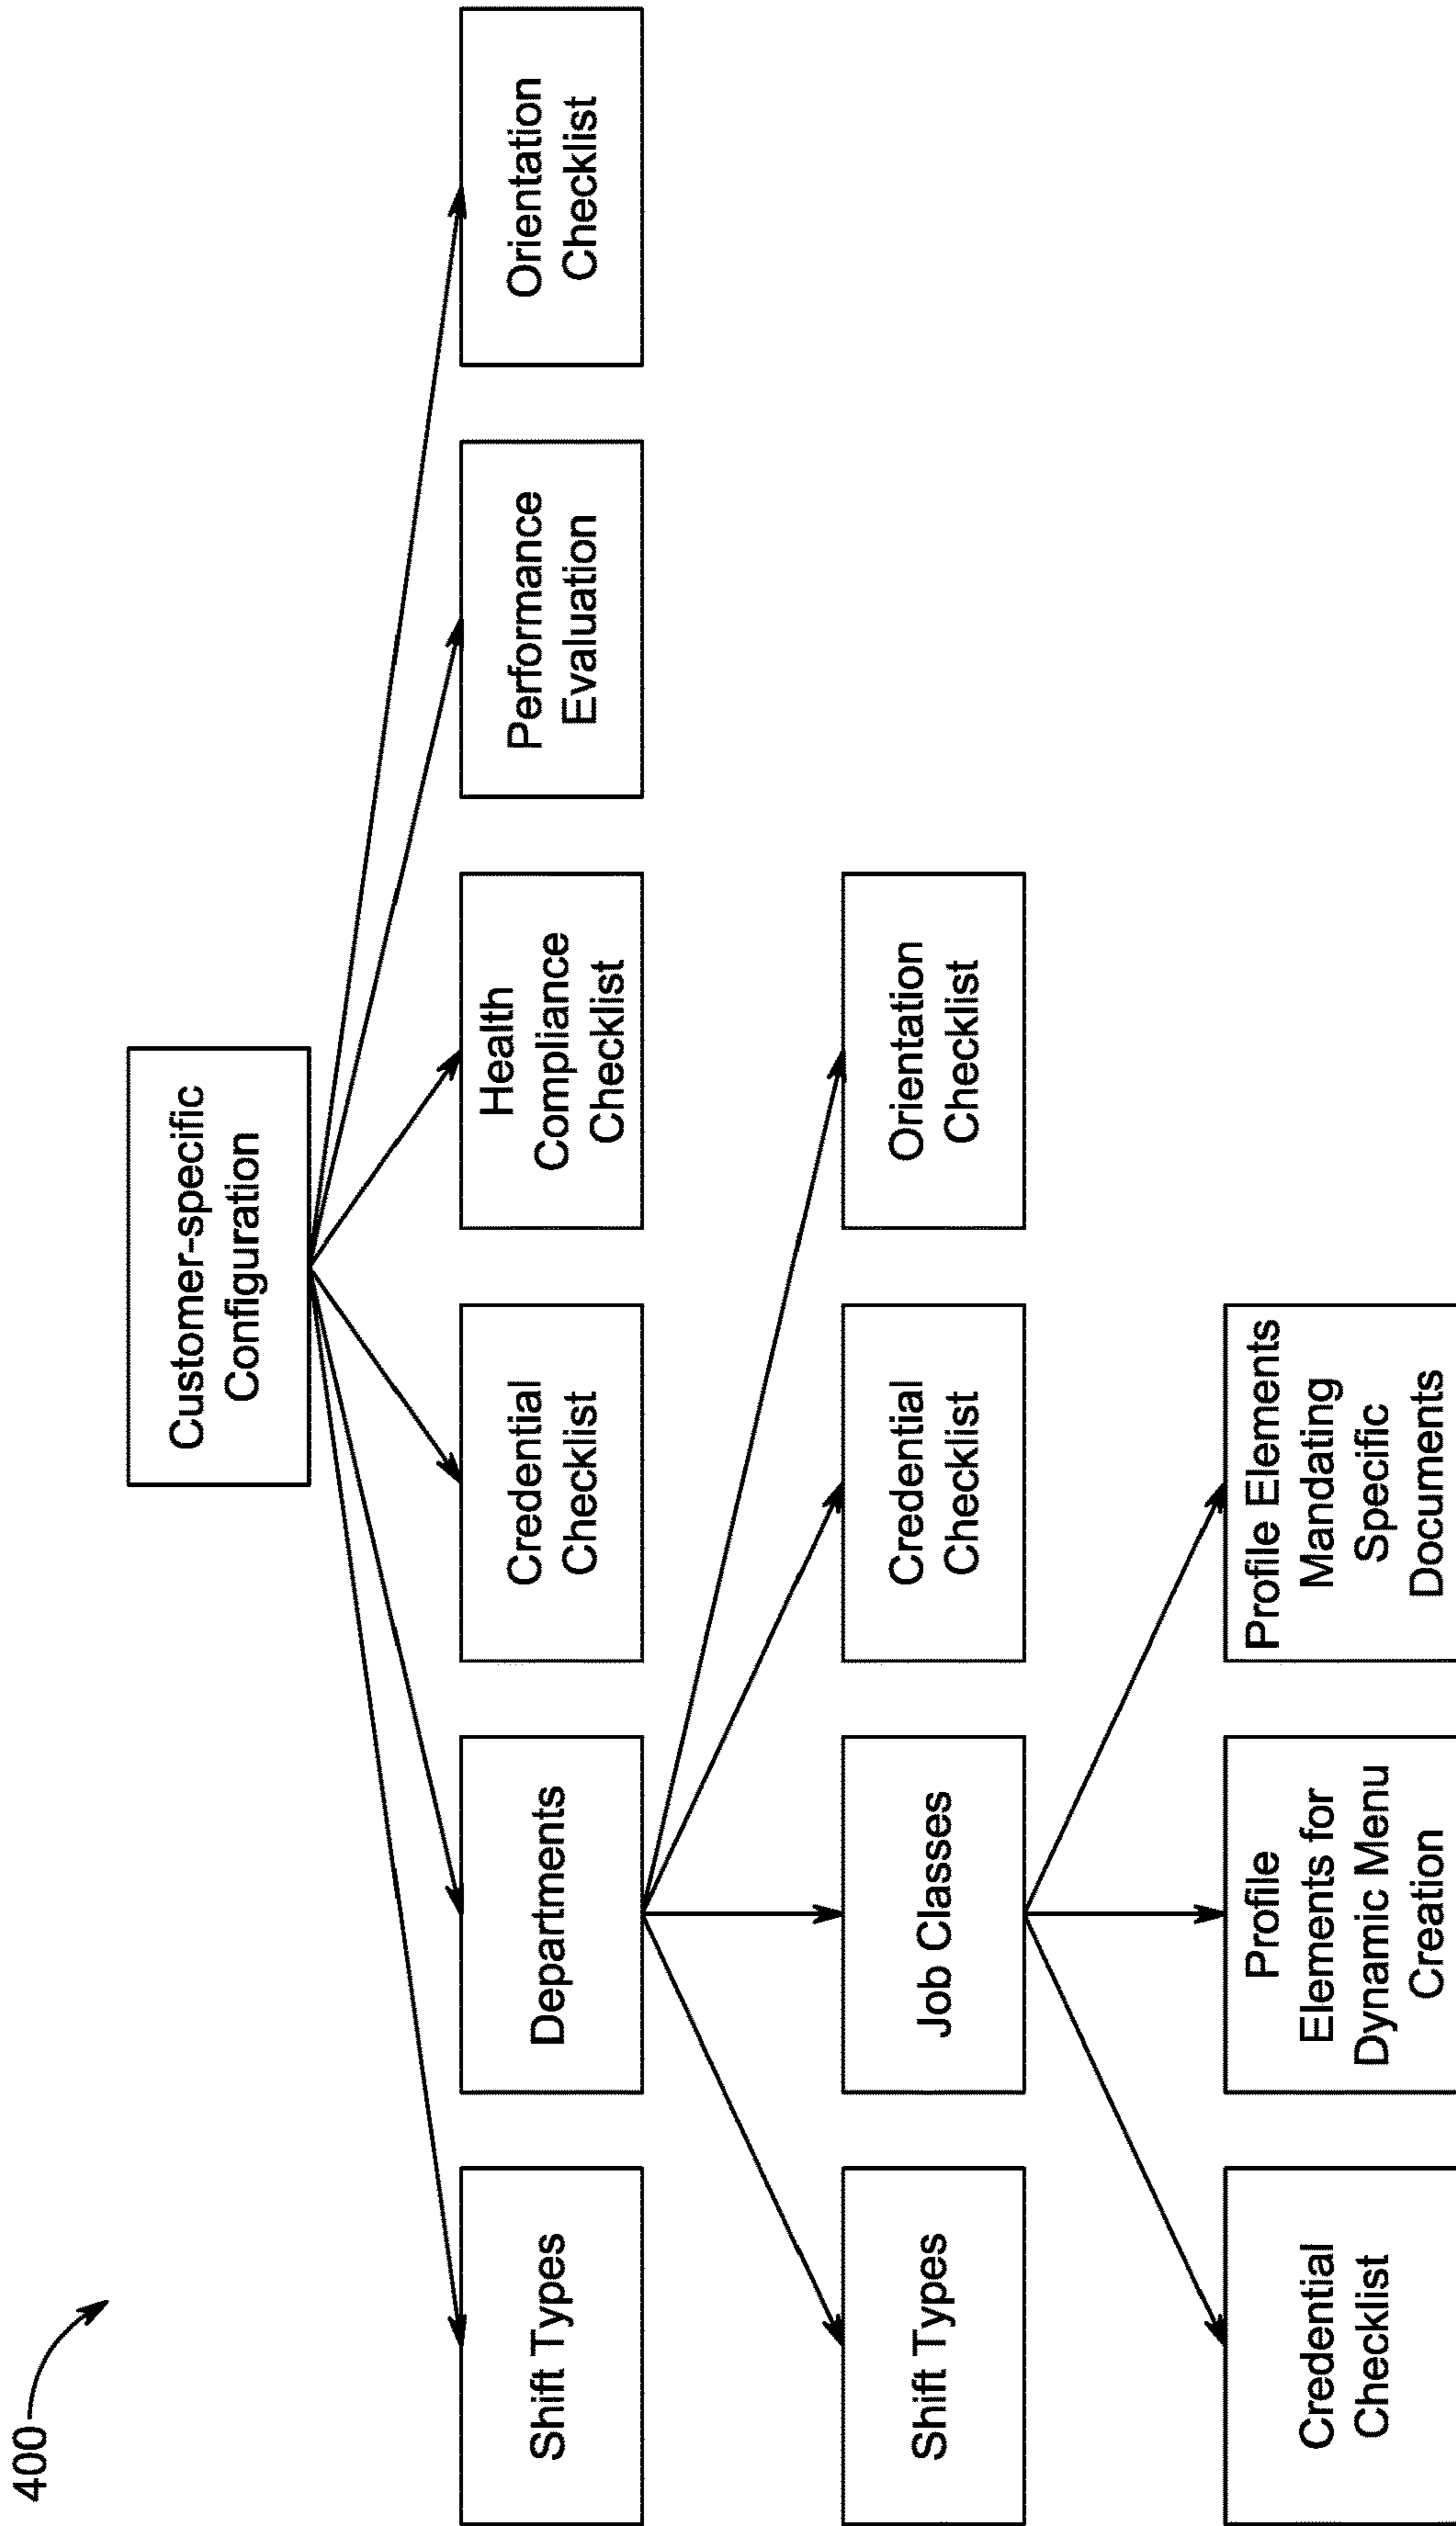 400
Customer-specific
Configuration
Shift Types
Departments
Credential
Checklist
Health
Compliance
Checklist
Performance
Evaluation
Orientation
Checklist
Shift Types
Job Classes
Credential
Checklist
Orientation
Checklist
Credential
Checklist
Profile
Elements for
Dynamic Menu
Creation
Profile Elements
Mandating
Specific
Documents